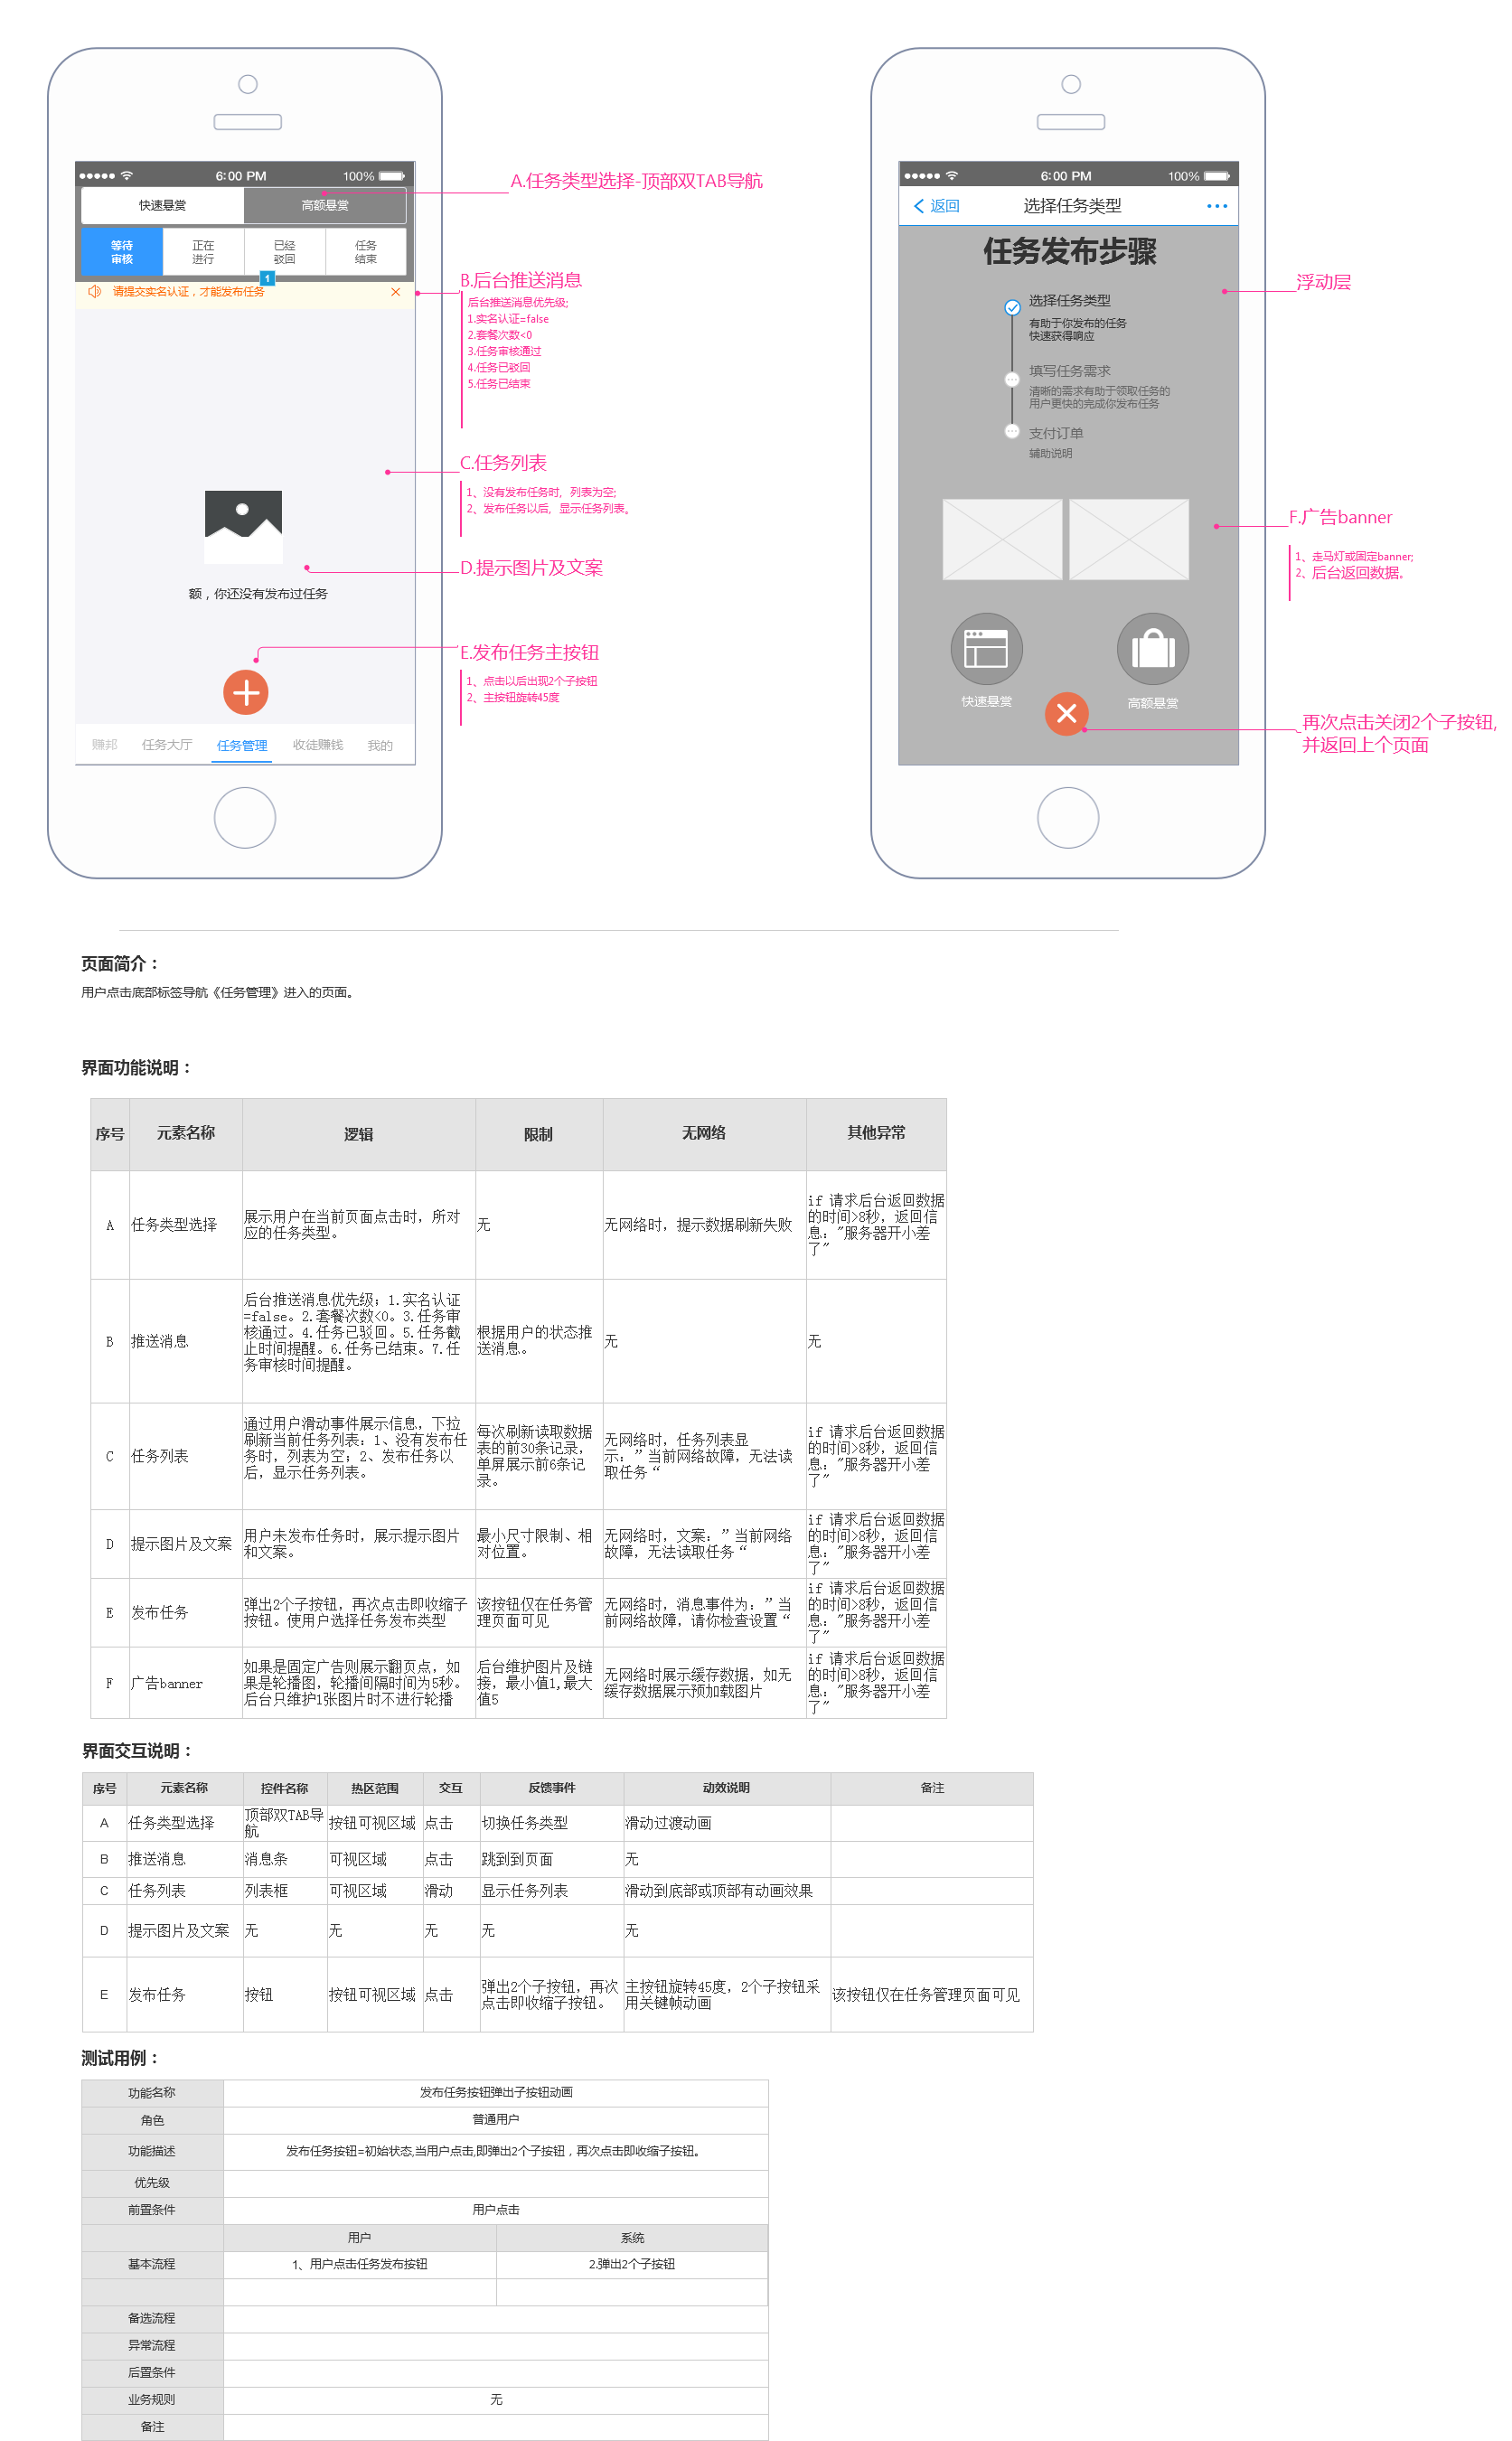 6:00 PM
100%
快速悬赏
高额悬赏
等待
审核
正在
进行
已经
驳回
任务
结束
1
请提交实名认证，才能发布任务
额，你还没有发布过任务
赚邦
任务大厅
任务管理
收徒赚钱
我的
A.任务类型选择-顶部双TAB导航
B.后台推送消息
后台推送消息优先级;
1.实名认证=false
2.套餐次数<0
3.任务审核通过
4.任务已驳回
5.任务已结束
C.任务列表
1、没有发布任务时，列表为空;
2、发布任务以后，显示任务列表。
D.提示图片及文案
E.发布任务主按钮
1、点击以后出现2个子按钮
2、主按钮旋转45度
6:00 PM
100%
返回
选择任务类型
任务发布步骤
选择任务类型
有助于你发布的任务
快速获得响应
填写任务需求
清晰的需求有助于领取任务的
用户更快的完成你发布任务
支付订单
辅助说明
快速悬赏
高额悬赏
浮动层
F.广告banner
1、走马灯或固定banner;
2、后台返回数据。
再次点击关闭2个子按钮,
并返回上个页面
页面简介：
用户点击底部标签导航《任务管理》进入的页面。
界面功能说明：
序号 元素名称 逻辑 限制 无网络 其他异常
A 任务类型选择
展示用户在当前页面点击时，所对
应的任务类型。
无
无网络时，提示数据刷新失败
if 请求后台返回数据
的时间>8秒，返回信
息："服务器开小差
了"
B 推送消息
后台推送消息优先级；1.实名认证
=false。2.套餐次数<0。3.任务审
核通过。4.任务已驳回。5.任务截
止时间提醒。6.任务已结束。7.任
务审核时间提醒。
根据用户的状态推
送消息。
无
无
C 任务列表
通过用户滑动事件展示信息，下拉
刷新当前任务列表：1、没有发布任
务时，列表为空；2、发布任务以
后，显示任务列表。
每次刷新读取数据
表的前30条记录，
单屏展示前6条记
录。
无网络时，任务列表显
示：”当前网络故障，无法读
取任务“
if 请求后台返回数据
的时间>8秒，返回信
息："服务器开小差
了"
D 提示图片及文案
用户未发布任务时，展示提示图片
和文案。
最小尺寸限制、相
对位置。
无网络时，文案：”当前网络
故障，无法读取任务“
if 请求后台返回数据
的时间>8秒，返回信
息："服务器开小差
了"
E 发布任务
弹出2个子按钮，再次点击即收缩子
按钮。使用户选择任务发布类型
该按钮仅在任务管
理页面可见
无网络时，消息事件为：”当
前网络故障，请你检查设置“
if 请求后台返回数据
的时间>8秒，返回信
息："服务器开小差
了"
F 广告banner
如果是固定广告则展示翻页点，如
果是轮播图，轮播间隔时间为5秒。
后台只维护1张图片时不进行轮播
后台维护图片及链
接，最小值1,最大
值5
无网络时展示缓存数据，如无
缓存数据展示预加载图片
if 请求后台返回数据
的时间>8秒，返回信
息："服务器开小差
了"
界面交互说明：
序号 元素名称 控件名称 热区范围 交互 反馈事件 动效说明 备注
A 任务类型选择
顶部双TAB导
航
按钮可视区域 点击 切换任务类型 滑动过渡动画
B 推送消息 消息条 可视区域 点击 跳到到页面 无
C 任务列表 列表框 可视区域 滑动 显示任务列表 滑动到底部或顶部有动画效果
D 提示图片及文案 无 无 无 无 无
E 发布任务 按钮 按钮可视区域 点击
弹出2个子按钮，再次
点击即收缩子按钮。
主按钮旋转45度，2个子按钮采
用关键帧动画
该按钮仅在任务管理页面可见
测试用例：
功能名称 发布任务按钮弹出子按钮动画
角色 普通用户
功能描述 发布任务按钮=初始状态,当用户点击,即弹出2个子按钮，再次点击即收缩子按钮。
优先级
前置条件 用户点击
用户 系统
基本流程 1、用户点击任务发布按钮 2.弹出2个子按钮
备选流程
异常流程
后置条件
业务规则 无
备注